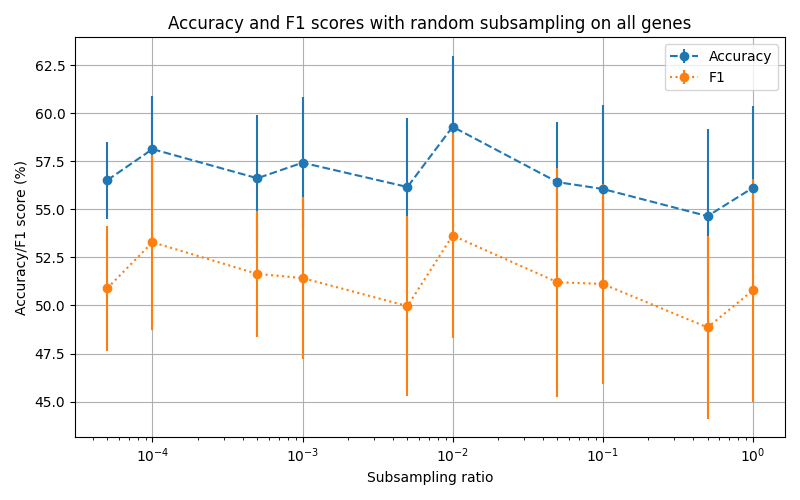 Accuracy and F1 scores with random subsampling on all genes
Accuracy/F1 score (%)
62.5
60.0
57.5
55.0
52.5
50.0
47.5
45.0
Accuracy
F1
10⁻⁴
10⁻³
10⁻²
10⁻¹
10⁰
Subsampling ratio